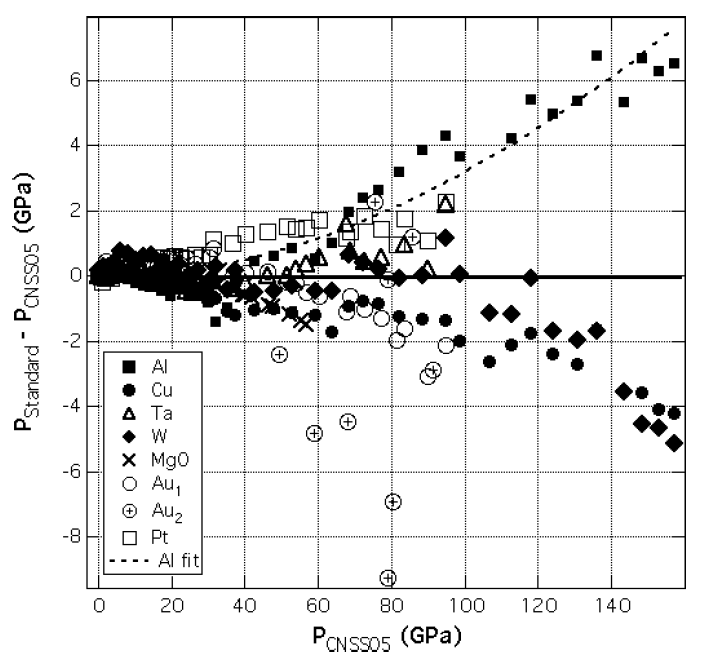 P_Standard - P_CNSS05 (GPa)
6
4
2
0
-2
-4
-6
-8
Al
Cu
Ta
W
MgO
Au₁
Au₂
Pt
Al fit
0 20 40 60 80 100 120 140
P_CNSS05 (GPa)